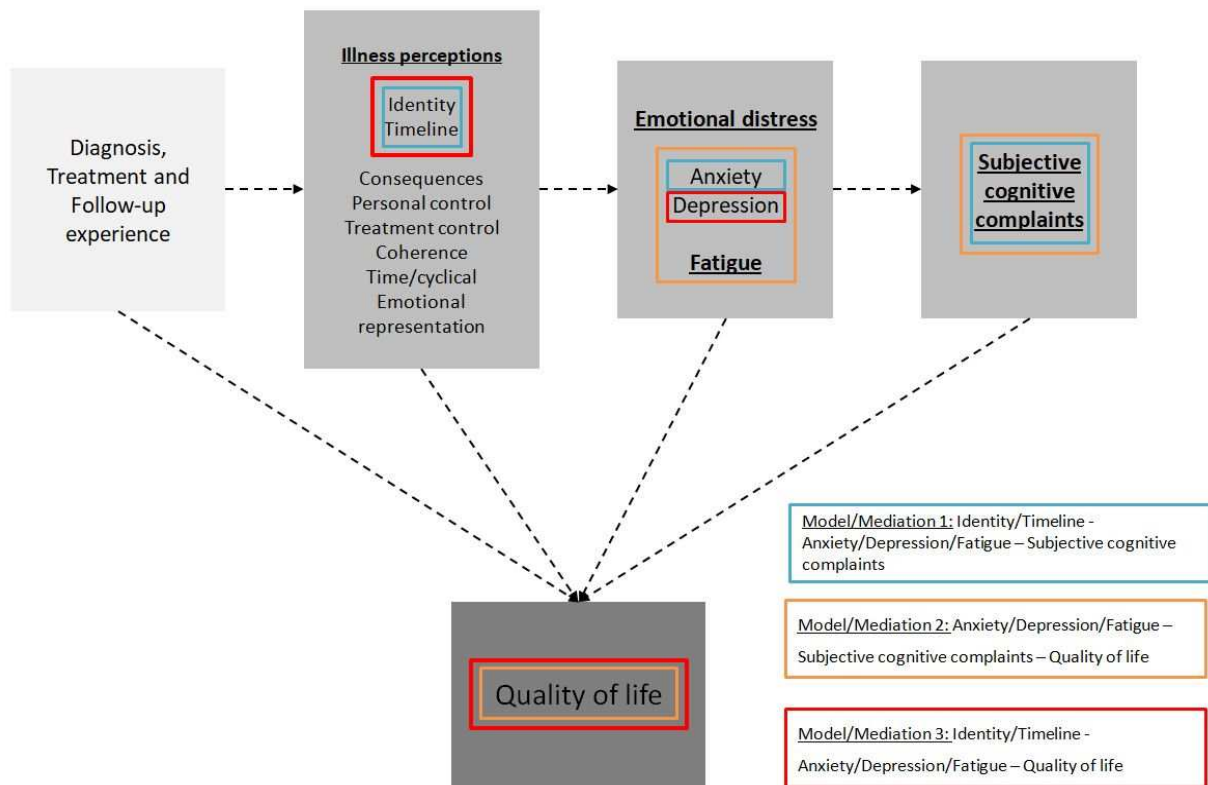 Diagnosis,
Treatment and
Follow-up
experience
Illness perceptions
Identity
Timeline
Consequences
Personal control
Treatment control
Coherence
Time/cyclical
Emotional
representation
Emotional distress
Anxiety
Depression
Fatigue
Subjective
cognitive
complaints
Quality of life
Model/Mediation 1: Identity/Timeline -
Anxiety/Depression/Fatigue – Subjective cognitive
complaints
Model/Mediation 2: Anxiety/Depression/Fatigue –
Subjective cognitive complaints – Quality of life
Model/Mediation 3: Identity/Timeline -
Anxiety/Depression/Fatigue – Quality of life